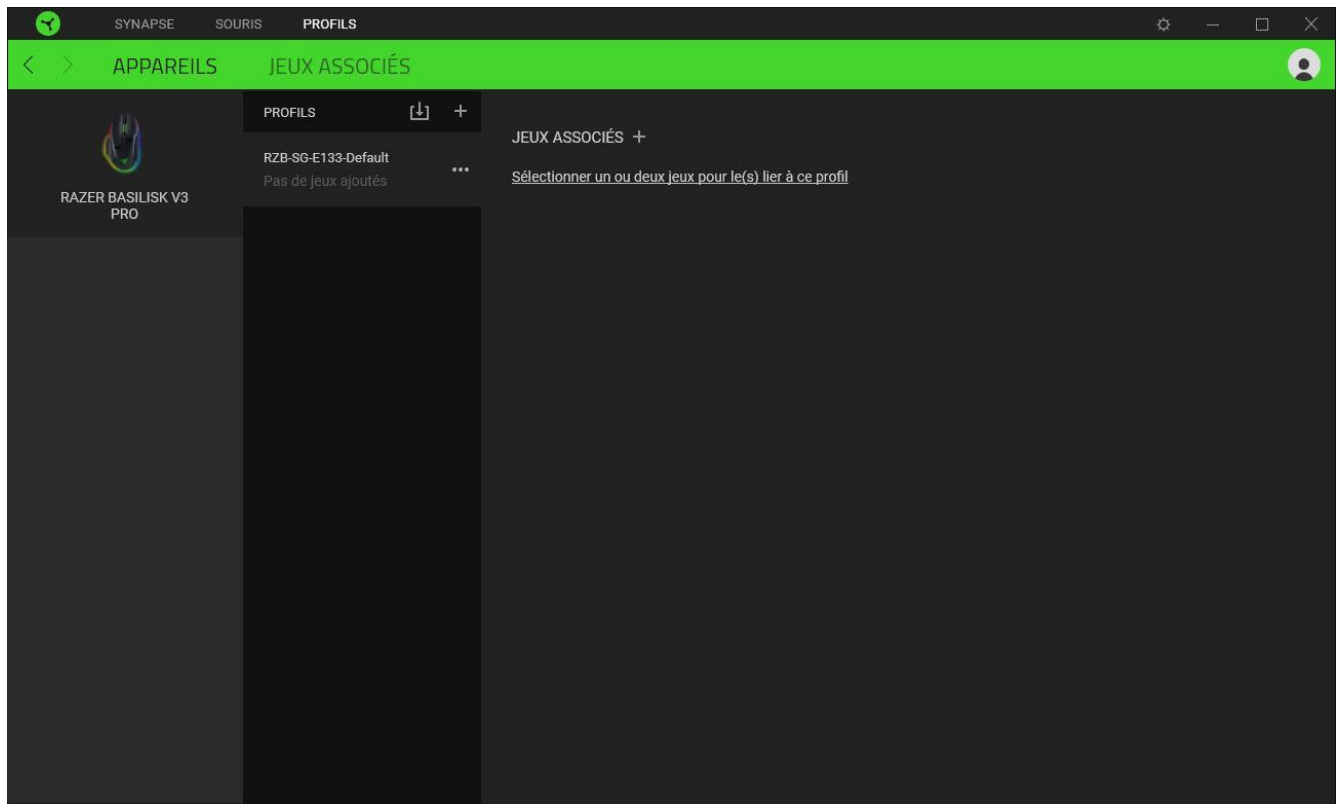 SYNAPSE SOURIS PROFILS
APPAREILS JEUX ASSOCIÉS
PROFILS
JEUX ASSOCIÉS +
RZB-SG-E133-Default
Pas de jeux ajoutés
Sélectionner un ou deux jeux pour le(s) lier à ce profil
RAZER BASILISK V3
PRO